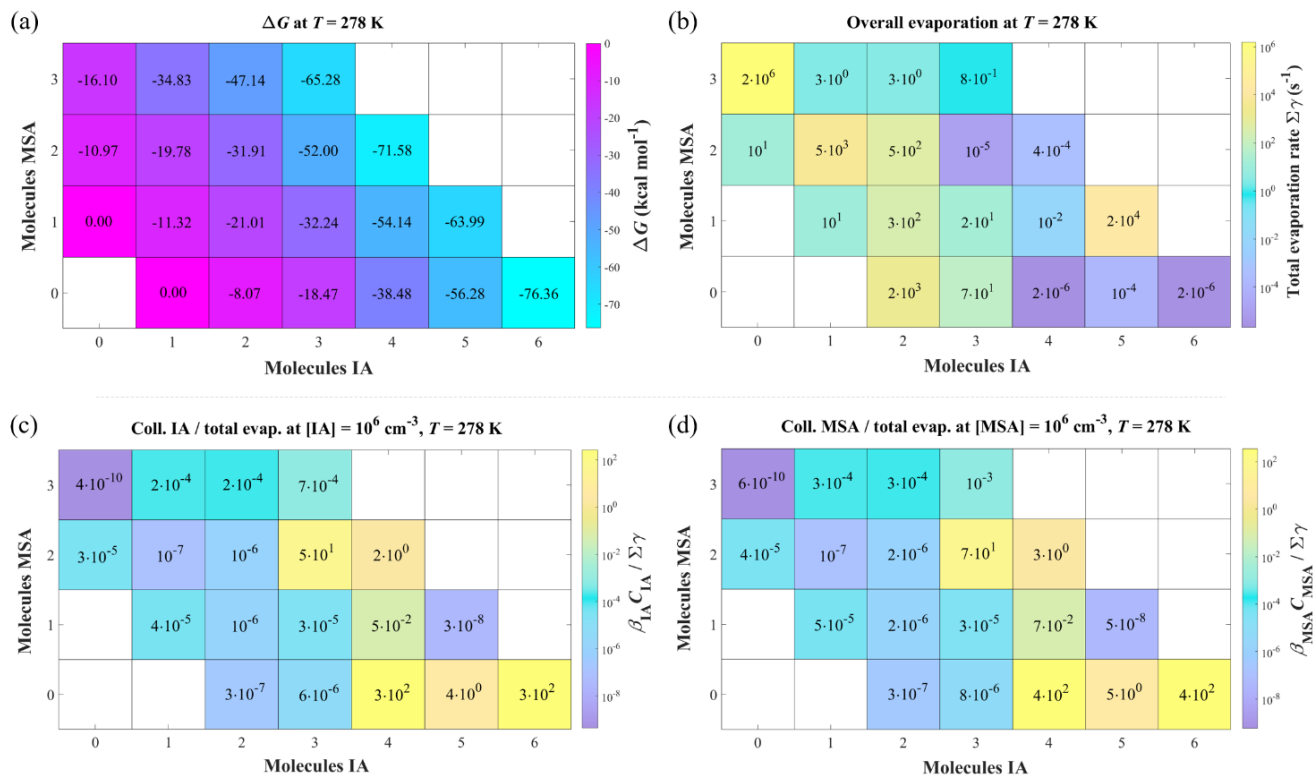 (a)
ΔG at T = 278 K
Molecules MSA
3
-16.10 -34.83 -47.14 -65.28
2
-10.97 -19.78 -31.91 -52.00 -71.58
1
0.00 -11.32 -21.01 -32.24 -54.14 -63.99
0
0.00 -8.07 -18.47 -38.48 -56.28 -76.36
0 1 2 3 4 5 6
Molecules IA
0
-10
-20
-30
-40
-50
-60
-70
ΔG (kcal mol⁻¹)
(b)
Overall evaporation at T = 278 K
Molecules MSA
3
2·10⁶ 3·10⁰ 3·10⁰ 8·10⁻¹
2
10¹ 5·10³ 5·10² 10⁻⁵ 4·10⁻⁴
1
10¹ 3·10² 2·10¹ 10⁻² 2·10⁴
0
2·10³ 7·10¹ 2·10⁻⁶ 10⁻⁴ 2·10⁻⁶
0 1 2 3 4 5 6
Molecules IA
10⁶
10⁴
10²
10⁰
10⁻²
10⁻⁴
Total evaporation rate Σγ (s⁻¹)
(c)
Coll. IA / total evap. at [IA] = 10⁶ cm⁻³, T = 278 K
Molecules MSA
3
4·10⁻¹⁰ 2·10⁻⁴ 2·10⁻⁴ 7·10⁻⁴
2
3·10⁻⁵ 10⁻⁷ 10⁻⁶ 5·10¹ 2·10⁰
1
4·10⁻⁵ 10⁻⁶ 3·10⁻⁵ 5·10⁻² 3·10⁻⁸
0
3·10⁻⁷ 6·10⁻⁶ 3·10² 4·10⁰ 3·10²
0 1 2 3 4 5 6
Molecules IA
10²
10⁰
10⁻²
10⁻⁴
10⁻⁶
10⁻⁸
β_IA C_IA / Σγ
(d)
Coll. MSA / total evap. at [MSA] = 10⁶ cm⁻³, T = 278 K
Molecules MSA
3
6·10⁻¹⁰ 3·10⁻⁴ 3·10⁻⁴ 10⁻³
2
4·10⁻⁵ 10⁻⁷ 2·10⁻⁶ 7·10¹ 3·10⁰
1
5·10⁻⁵ 2·10⁻⁶ 3·10⁻⁵ 7·10⁻² 5·10⁻⁸
0
3·10⁻⁷ 8·10⁻⁶ 4·10² 5·10⁰ 4·10²
0 1 2 3 4 5 6
Molecules IA
10²
10⁰
10⁻²
10⁻⁴
10⁻⁶
10⁻⁸
β_MSA C_MSA / Σγ